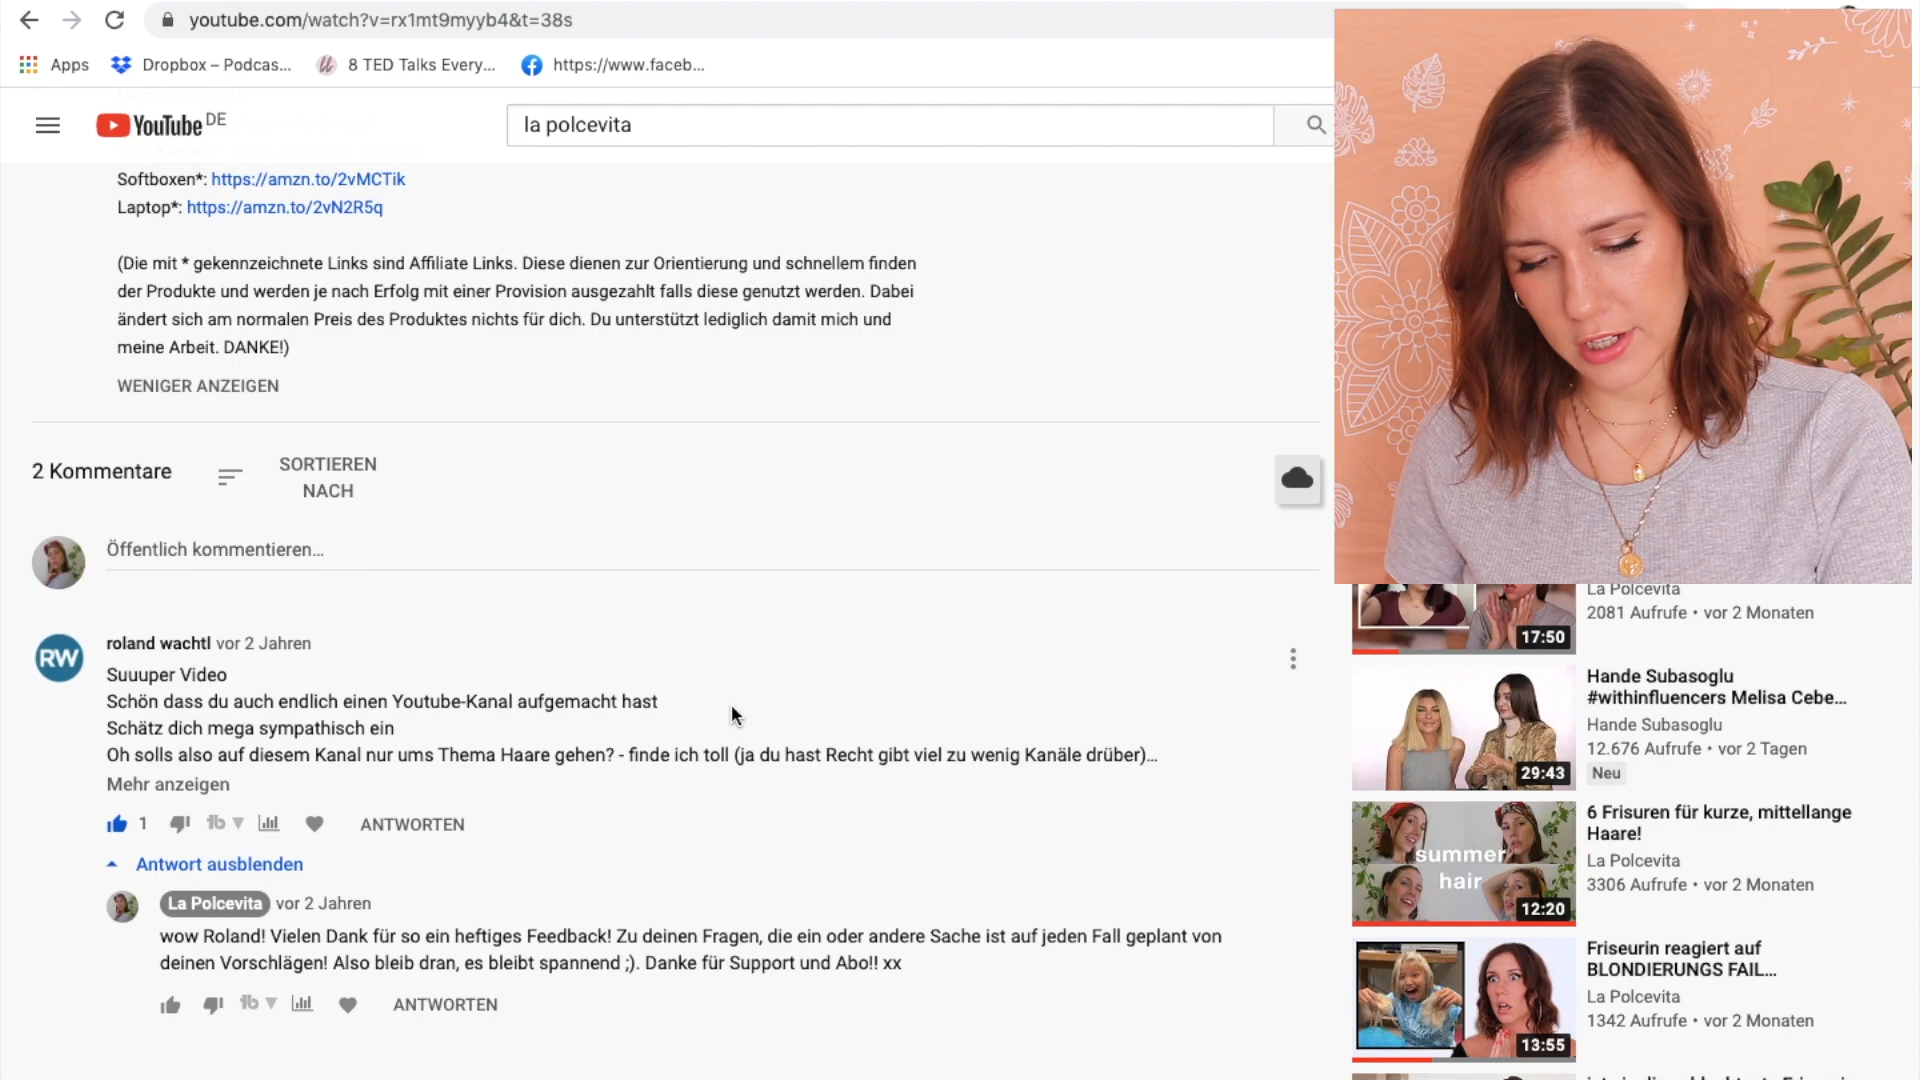 youtube.com/watch?v=rx1mt9myyb4&t=38s
Apps
Dropbox – Podcas...
8 TED Talks Every...
https://www.faceb...
YouTube DE
la polcevita
Softboxen*: https://amzn.to/2vMCTik
Laptop*: https://amzn.to/2vN2R5q
(Die mit * gekennzeichnete Links sind Affiliate Links. Diese dienen zur Orientierung und schnellem finden
der Produkte und werden je nach Erfolg mit einer Provision ausgezahlt falls diese genutzt werden. Dabei
ändert sich am normalen Preis des Produktes nichts für dich. Du unterstützt lediglich damit mich und
meine Arbeit. DANKE!)
WENIGER ANZEIGEN
2 Kommentare
SORTIEREN
NACH
Öffentlich kommentieren...
RW
roland wachtl vor 2 Jahren
Suuuper Video
Schön dass du auch endlich einen Youtube-Kanal aufgemacht hast
Schätz dich mega sympathisch ein
Oh solls also auf diesem Kanal nur ums Thema Haare gehen? - finde ich toll (ja du hast Recht gibt viel zu wenig Kanäle drüber)...
Mehr anzeigen
1
ANTWORTEN
Antwort ausblenden
La Polcevita vor 2 Jahren
wow Roland! Vielen Dank für so ein heftiges Feedback! Zu deinen Fragen, die ein oder andere Sache ist auf jeden Fall geplant von
deinen Vorschlägen! Also bleib dran, es bleibt spannend ;). Danke für Support und Abo!! xx
ANTWORTEN
La Polcevita
2081 Aufrufe • vor 2 Monaten
17:50
Hande Subasoglu
#withinfluencers Melisa Cebe...
Hande Subasoglu
12.676 Aufrufe • vor 2 Tagen
Neu
29:43
6 Frisuren für kurze, mittellange
Haare!
La Polcevita
3306 Aufrufe • vor 2 Monaten
summer
hair
12:20
Friseurin reagiert auf
BLONDIERUNGS FAIL...
La Polcevita
1342 Aufrufe • vor 2 Monaten
13:55